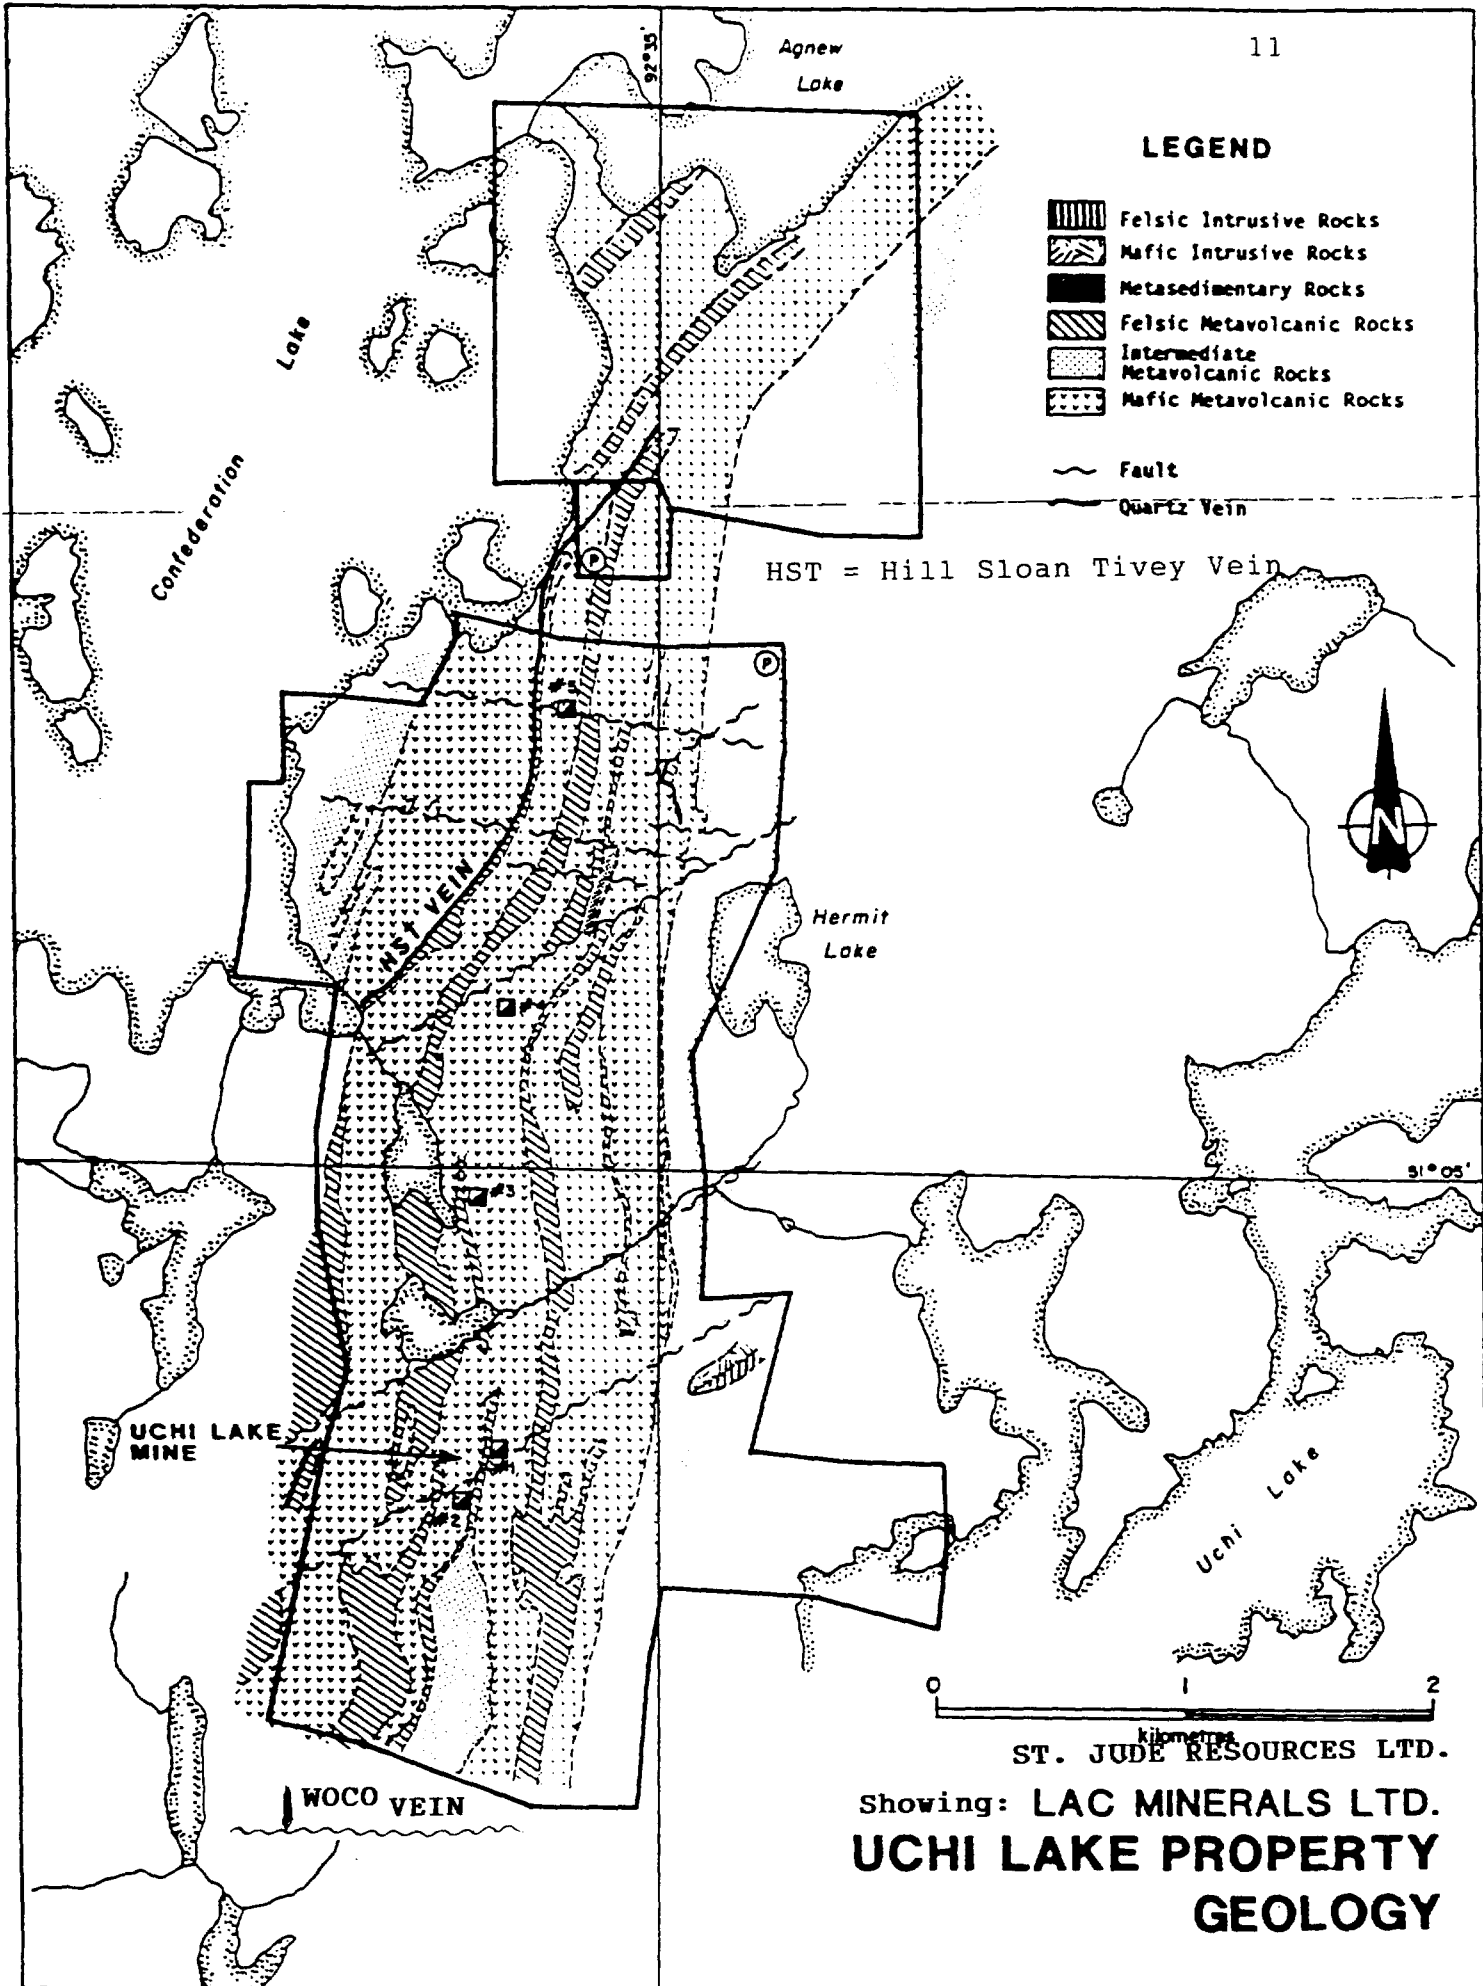 11
92°35'
Agnew
Lake
LEGEND
Felsic Intrusive Rocks
Mafic Intrusive Rocks
Metasedimentary Rocks
Felsic Metavolcanic Rocks
Intermediate
Metavolcanic Rocks
Mafic Metavolcanic Rocks
Fault
Quartz Vein
HST = Hill Sloan Tivey Vein
Confederation Lake
P
P
#5
N
HST VEIN
Hermit
Lake
#4
51°05'
#3
UCHI LAKE
MINE
#1
#2
Uchi Lake
0 1 2
kilometres
ST. JUDE RESOURCES LTD.
WOCO VEIN
Showing: LAC MINERALS LTD.
UCHI LAKE PROPERTY
GEOLOGY